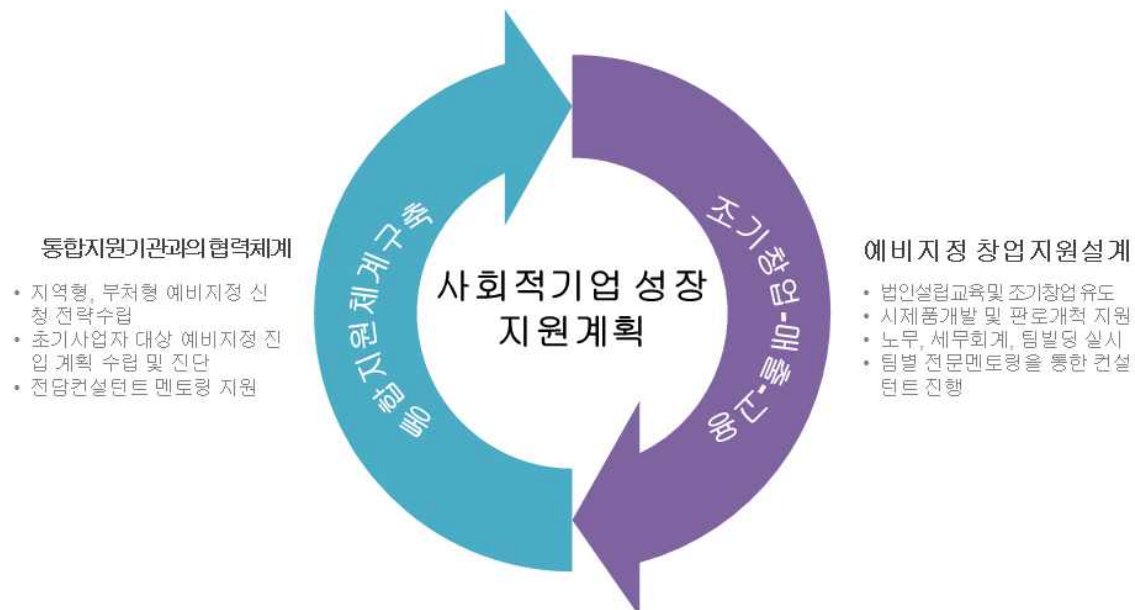 통합지원기관과의 협력체계
• 지역형, 부처형 예비지정 신
청 전략수립
• 초기사업자 대상 예비지정 진
입 계획 수립 및 진단
• 전담컨설턴트 멘토링 지원
통합지원체계구축
사회적기업 성장
지원계획
조기창업-매출-고용
예비지정 창업지원설계
• 법인설립교육및 조기창업 유도
• 시제품개발 및 판로개척 지원
• 노무, 세무회계, 팀빌딩 실시
• 팀별 전문멘토링을 통한 컨설
턴트 진행